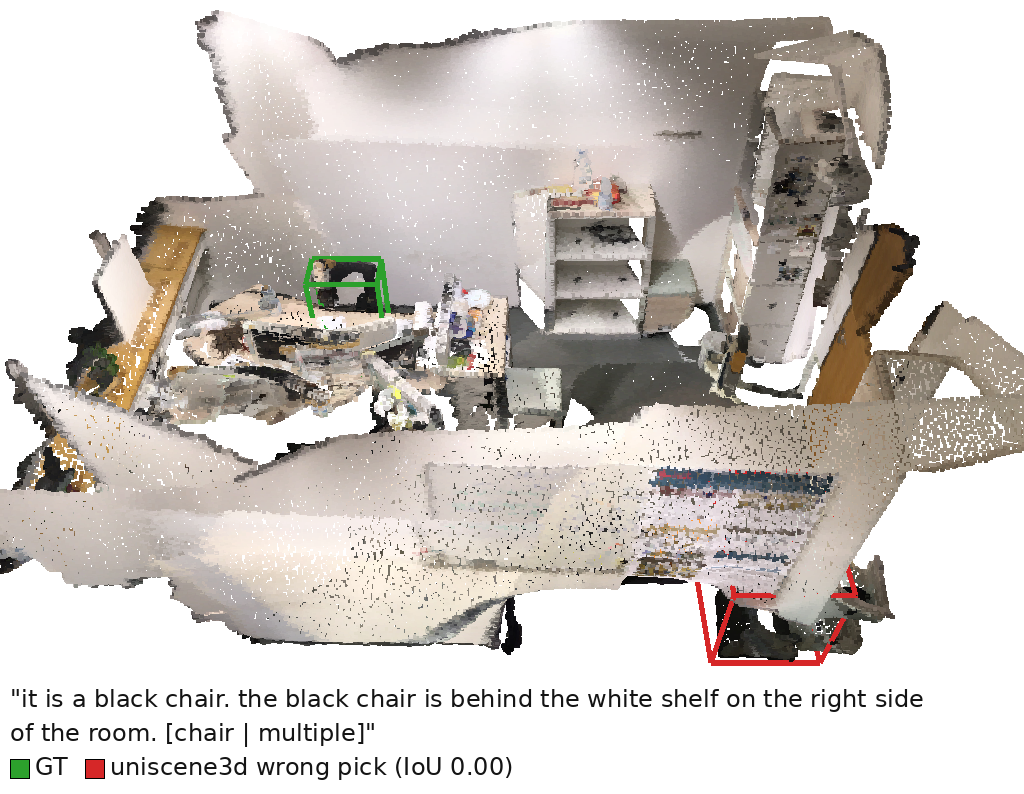 "it is a black chair. the black chair is behind the white shelf on the right side
of the room. [chair | multiple]"
GT uniscene3d wrong pick (IoU 0.00)